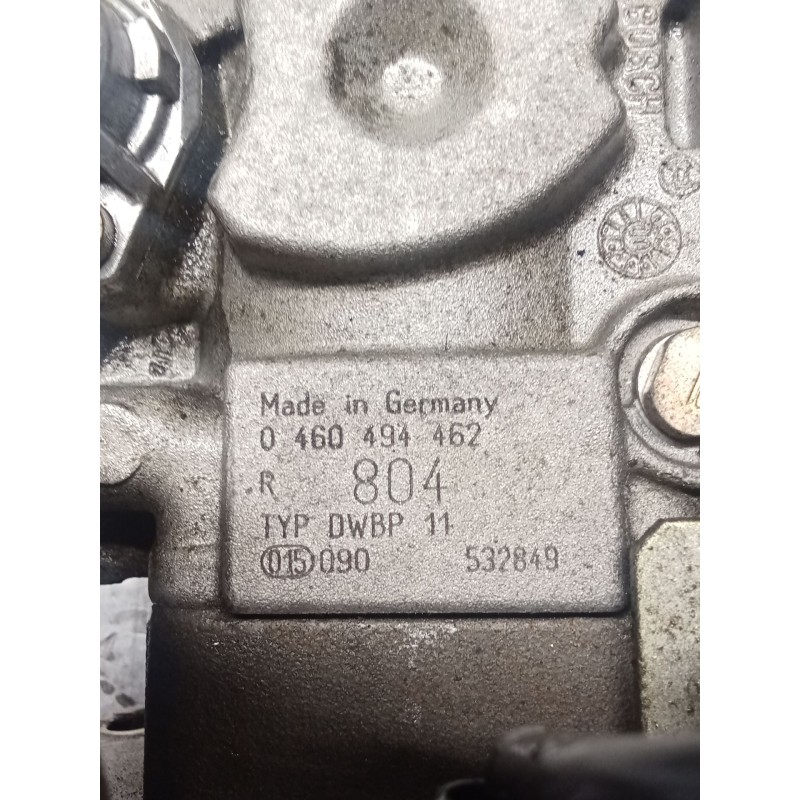 BOSCH
Made in Germany
0 460 494 462
R 804
TYP DWBP 11
015 090 532849